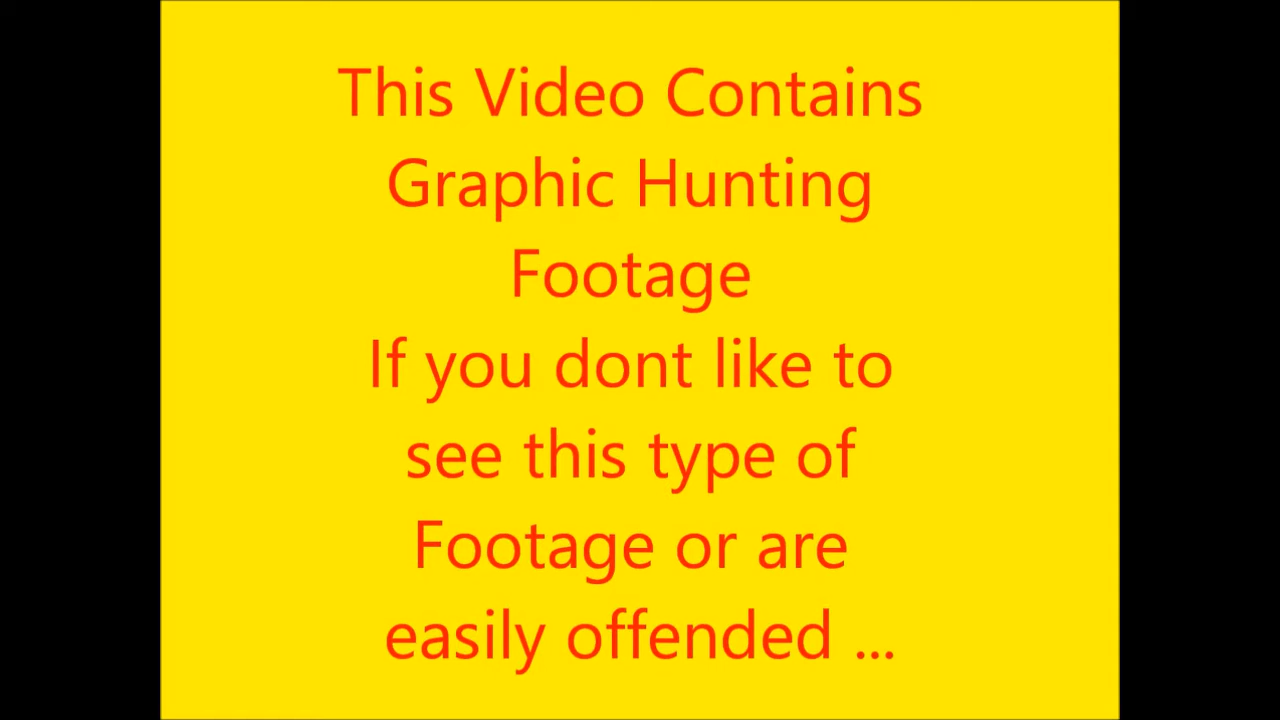 This Video Contains
Graphic Hunting
Footage
If you dont like to
see this type of
Footage or are
easily offended ...